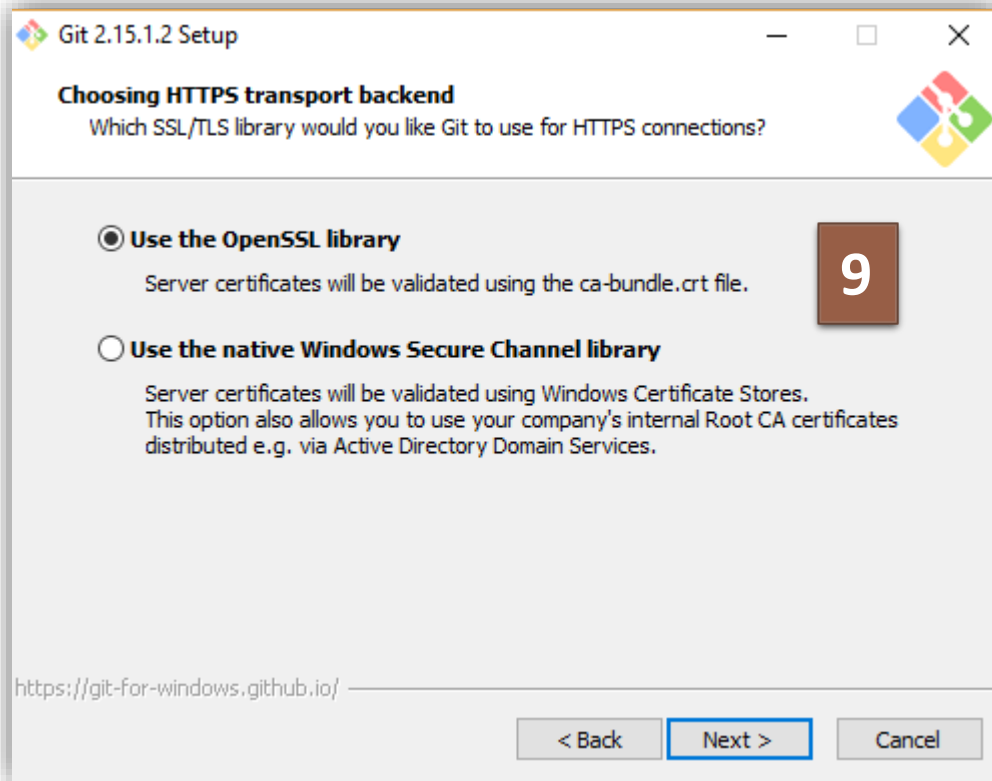 Git 2.15.1.2 Setup
Choosing HTTPS transport backend
Which SSL/TLS library would you like Git to use for HTTPS connections?
Use the OpenSSL library
Server certificates will be validated using the ca-bundle.crt file.
9
Use the native Windows Secure Channel library
Server certificates will be validated using Windows Certificate Stores.
This option also allows you to use your company's internal Root CA certificates
distributed e.g. via Active Directory Domain Services.
https://git-for-windows.github.io/
< Back
Next >
Cancel